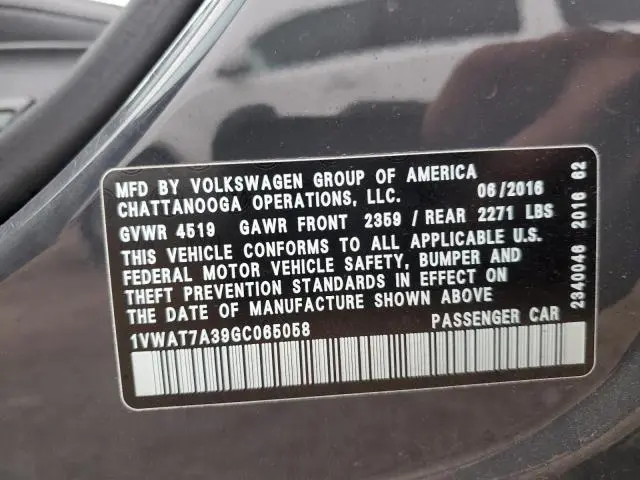 MFD BY VOLKSWAGEN GROUP OF AMERICA
CHATTANOOGA OPERATIONS, LLC. 06/2016
GVWR 4519 GAWR FRONT 2359 / REAR 2271 LBS
THIS VEHICLE CONFORMS TO ALL APPLICABLE U.S.
FEDERAL MOTOR VEHICLE SAFETY, BUMPER AND
THEFT PREVENTION STANDARDS IN EFFECT ON
THE DATE OF MANUFACTURE SHOWN ABOVE
1VWAT7A39GC065058 PASSENGER CAR
2340046 2016 62